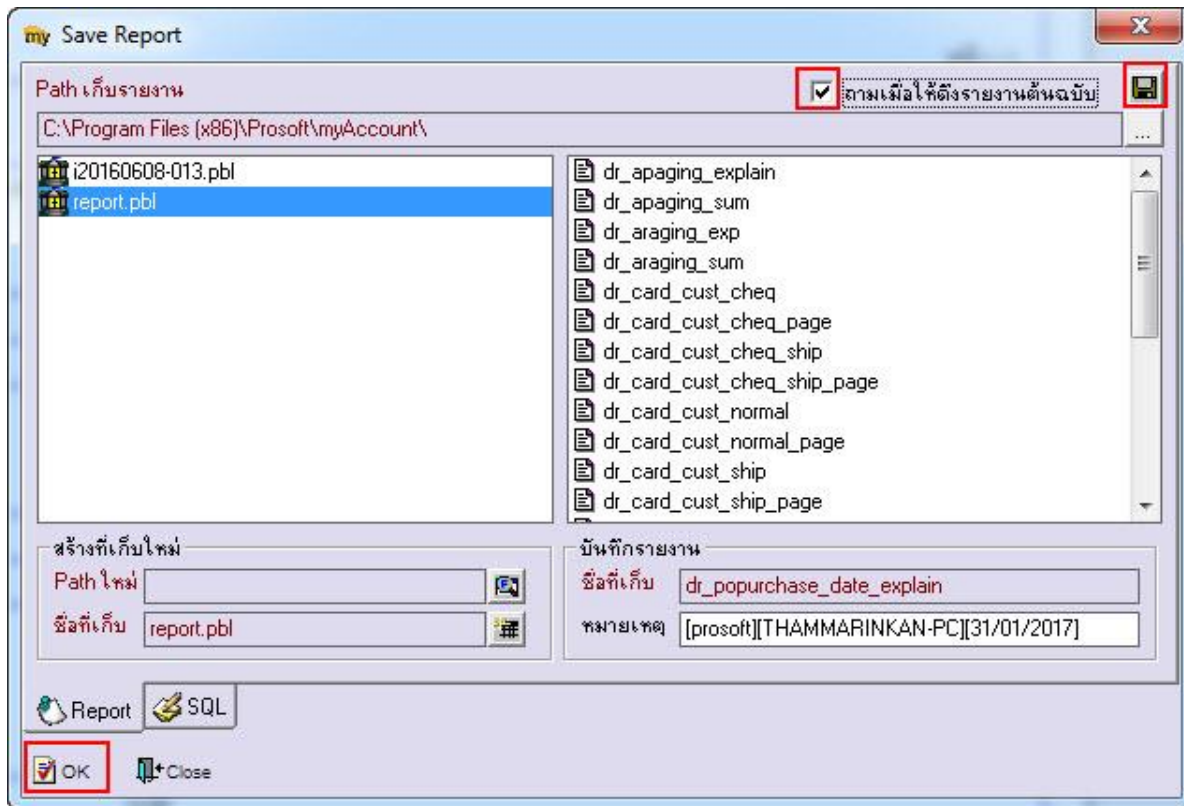 my Save Report
X
Path เก็บรายงาน
ถามเมื่อให้ดึงรายงานต้นฉบับ
C:\Program Files (x86)\Prosoft\myAccount\
...
i20160608-013.pbl
report.pbl
dr_apaging_explain
dr_apaging_sum
dr_araging_exp
dr_araging_sum
dr_card_cust_cheq
dr_card_cust_cheq_page
dr_card_cust_cheq_ship
dr_card_cust_cheq_ship_page
dr_card_cust_normal
dr_card_cust_normal_page
dr_card_cust_ship
dr_card_cust_ship_page
สร้างที่เก็บใหม่
Path ใหม่
ชื่อที่เก็บ report.pbl
บันทึกรายงาน
ชื่อที่เก็บ dr_popurchase_date_explain
หมายเหตุ [prosoft][THAMMARINKAN-PC][31/01/2017]
Report SQL
OK Close